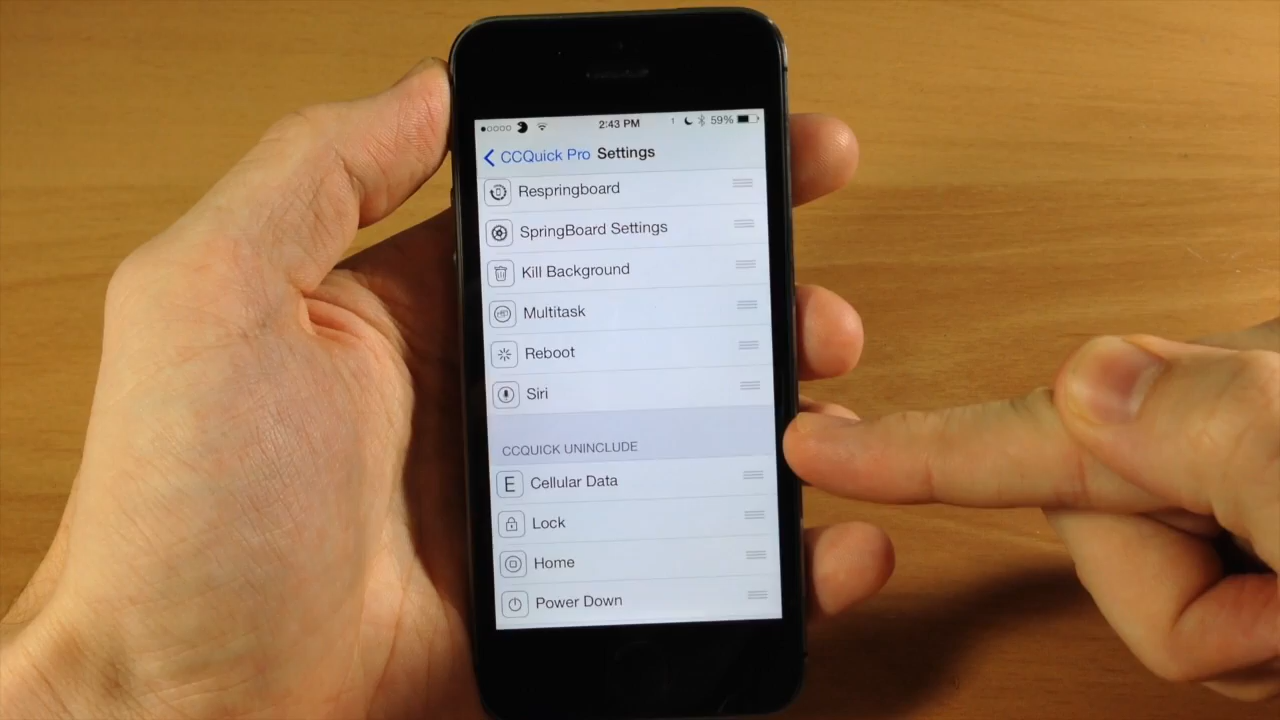 2:43 PM 1 59%
CCQuick Pro Settings
Respringboard
SpringBoard Settings
Kill Background
Multitask
Reboot
Siri
CCQUICK UNINCLUDE
E Cellular Data
Lock
Home
Power Down